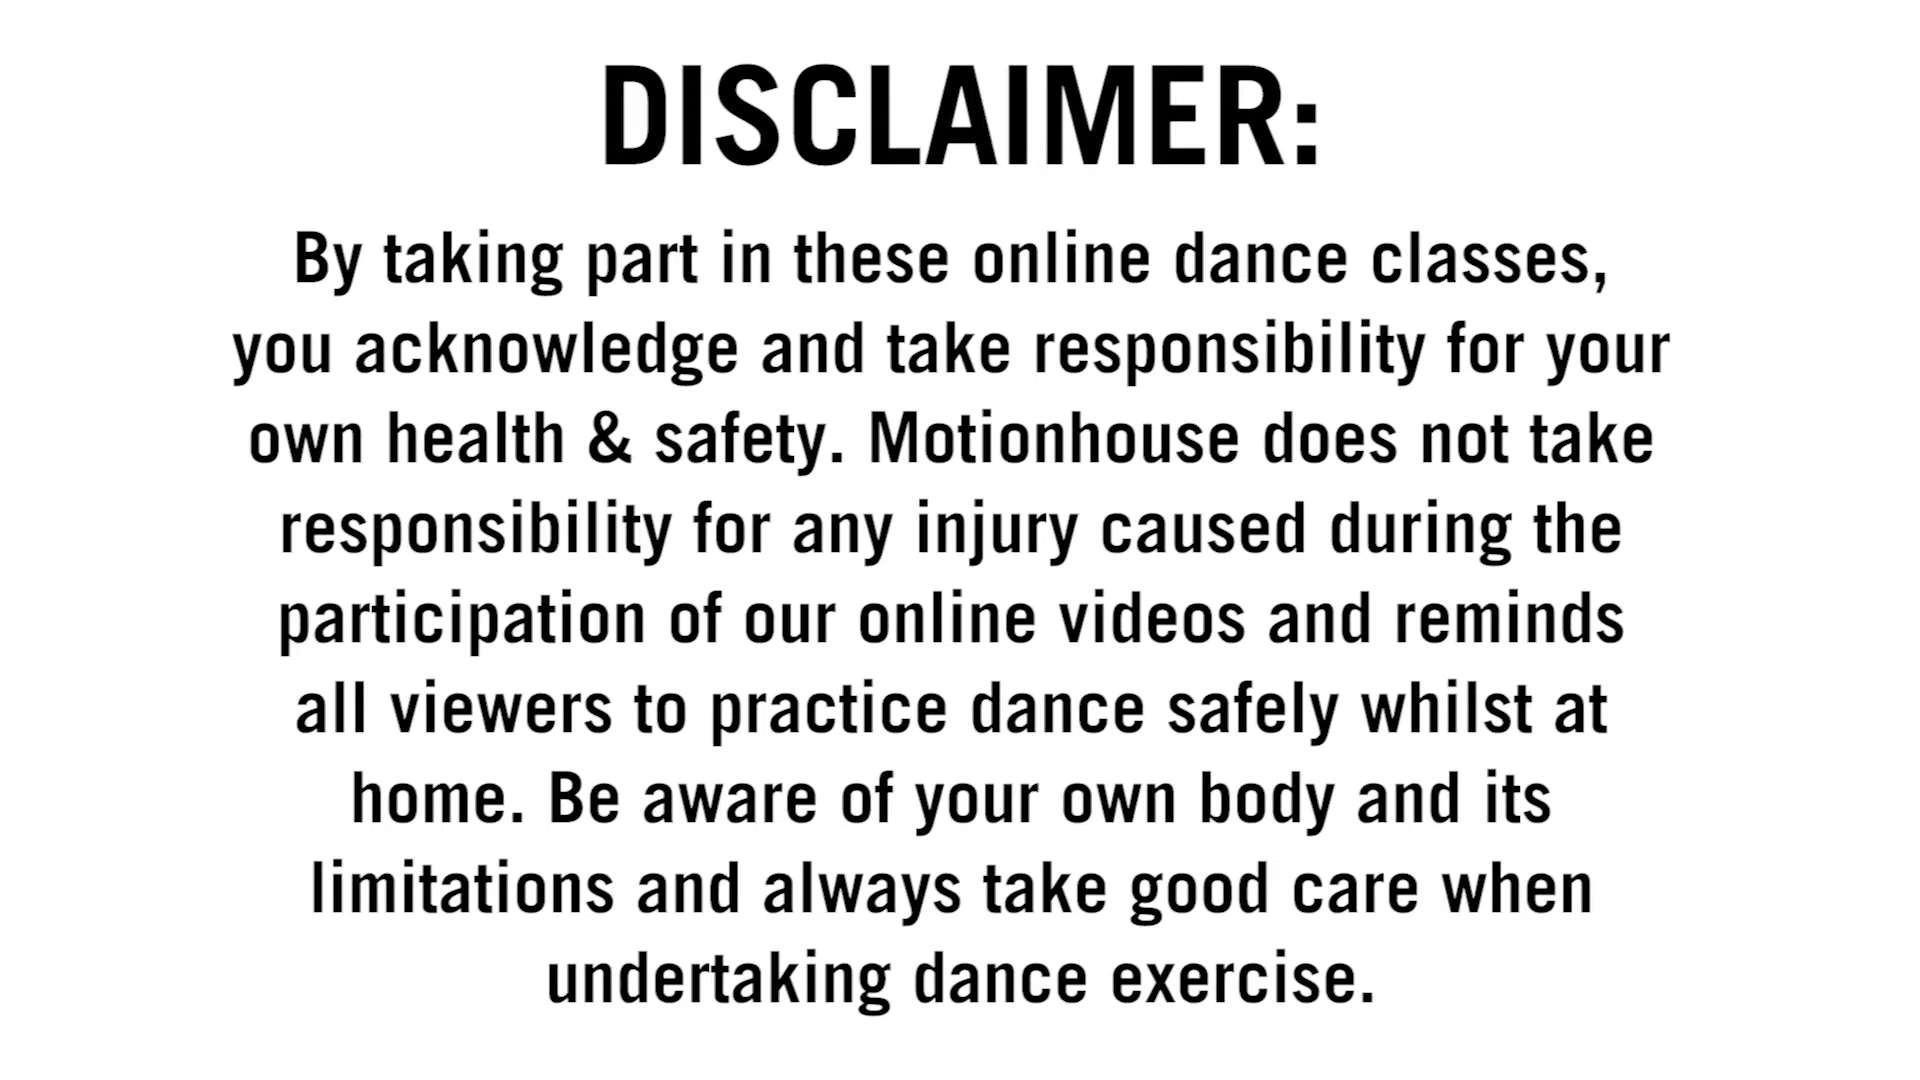 DISCLAIMER:
By taking part in these online dance classes,
you acknowledge and take responsibility for your
own health & safety. Motionhouse does not take
responsibility for any injury caused during the
participation of our online videos and reminds
all viewers to practice dance safely whilst at
home. Be aware of your own body and its
limitations and always take good care when
undertaking dance exercise.